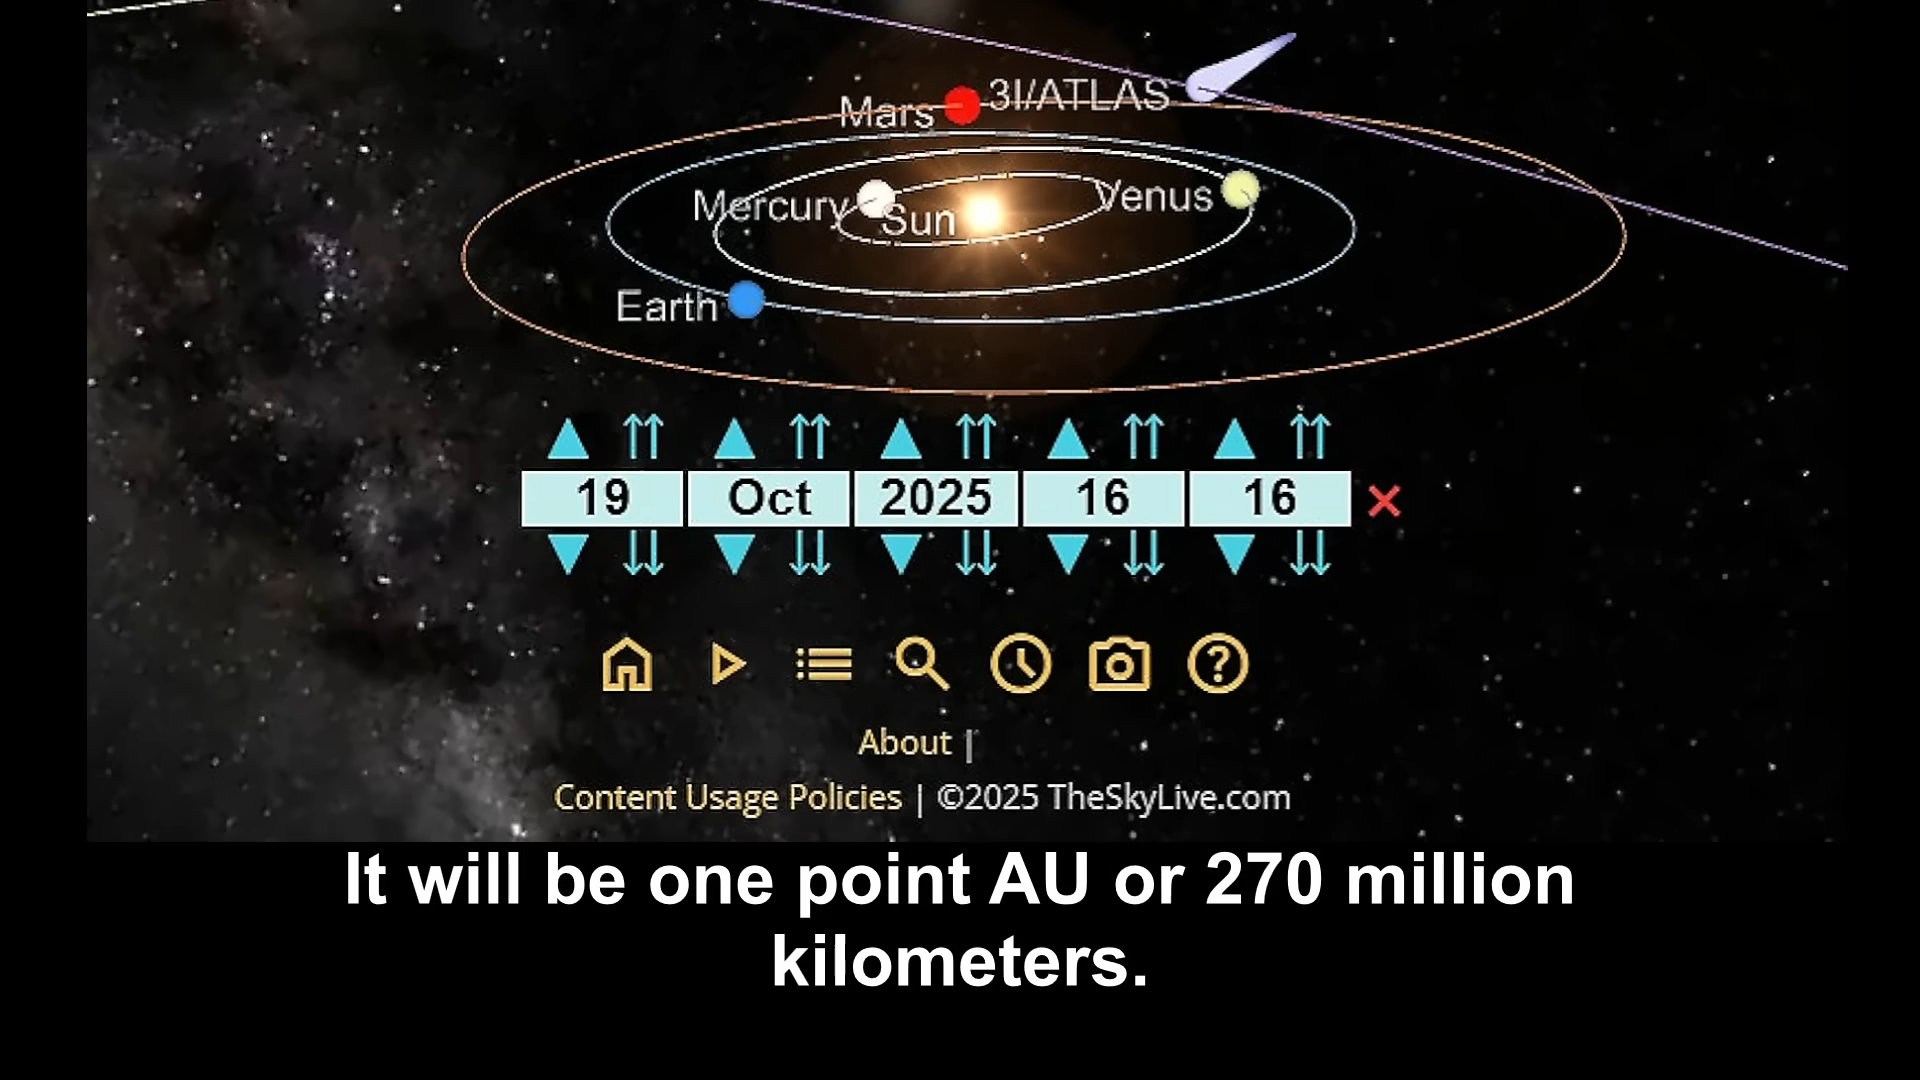 3I/ATLAS
Mars
Mercury
Sun
Venus
Earth
19 Oct 2025 16 16
About |
Content Usage Policies | ©2025 TheSkyLive.com
It will be one point AU or 270 million
kilometers.